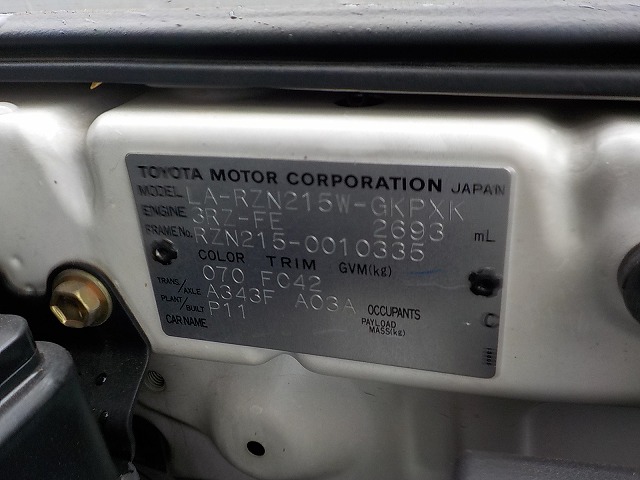 TOYOTA MOTOR CORPORATION JAPAN
MODEL LA-RZN215W-GKPXK
ENGINE 3RZ-FE 2693 mL
FRAME No. RZN215-0010335
COLOR TRIM GVM(kg)
070 FC42
TRANS./AXLE A343F A03A
PLANT/BUILT P11 OCCUPANTS
CAR NAME PAYLOAD MASS(kg)
C